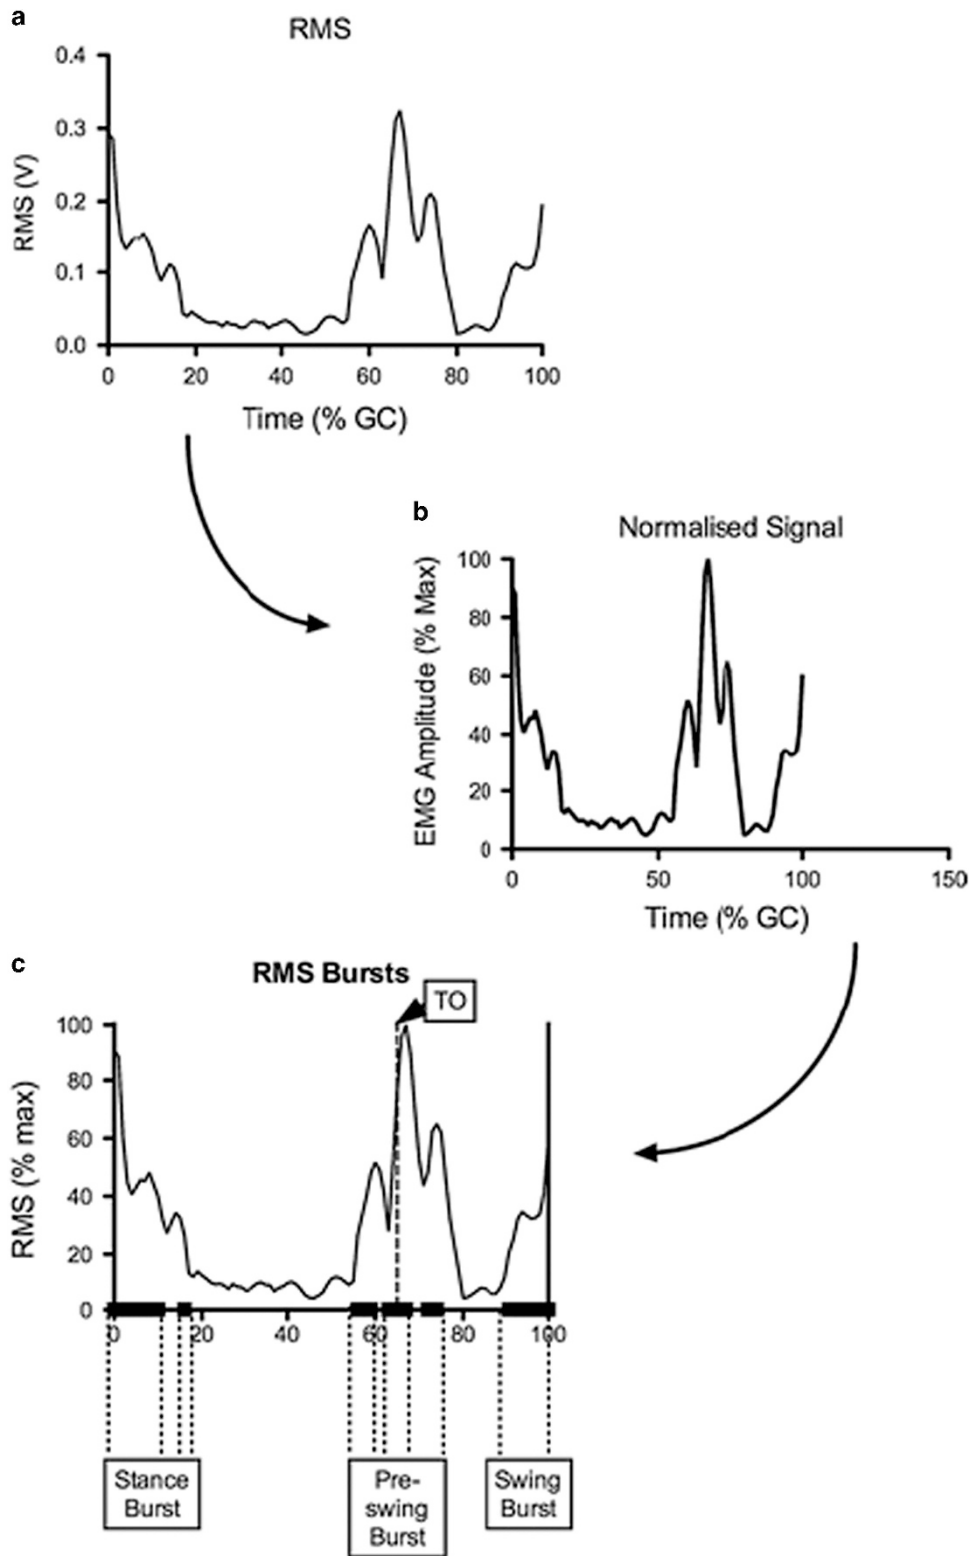 a
RMS
0.4
0.3
0.2
0.1
0.0
RMS (V)
0 20 40 60 80 100
Time (% GC)
b
Normalised Signal
100
80
60
40
20
0
EMG Amplitude (% Max)
0 50 100 150
Time (% GC)
c
RMS Bursts
TO
100
80
60
40
20
0
RMS (% max)
0 20 40 60 80 100
Stance
Burst
Pre-
swing
Burst
Swing
Burst